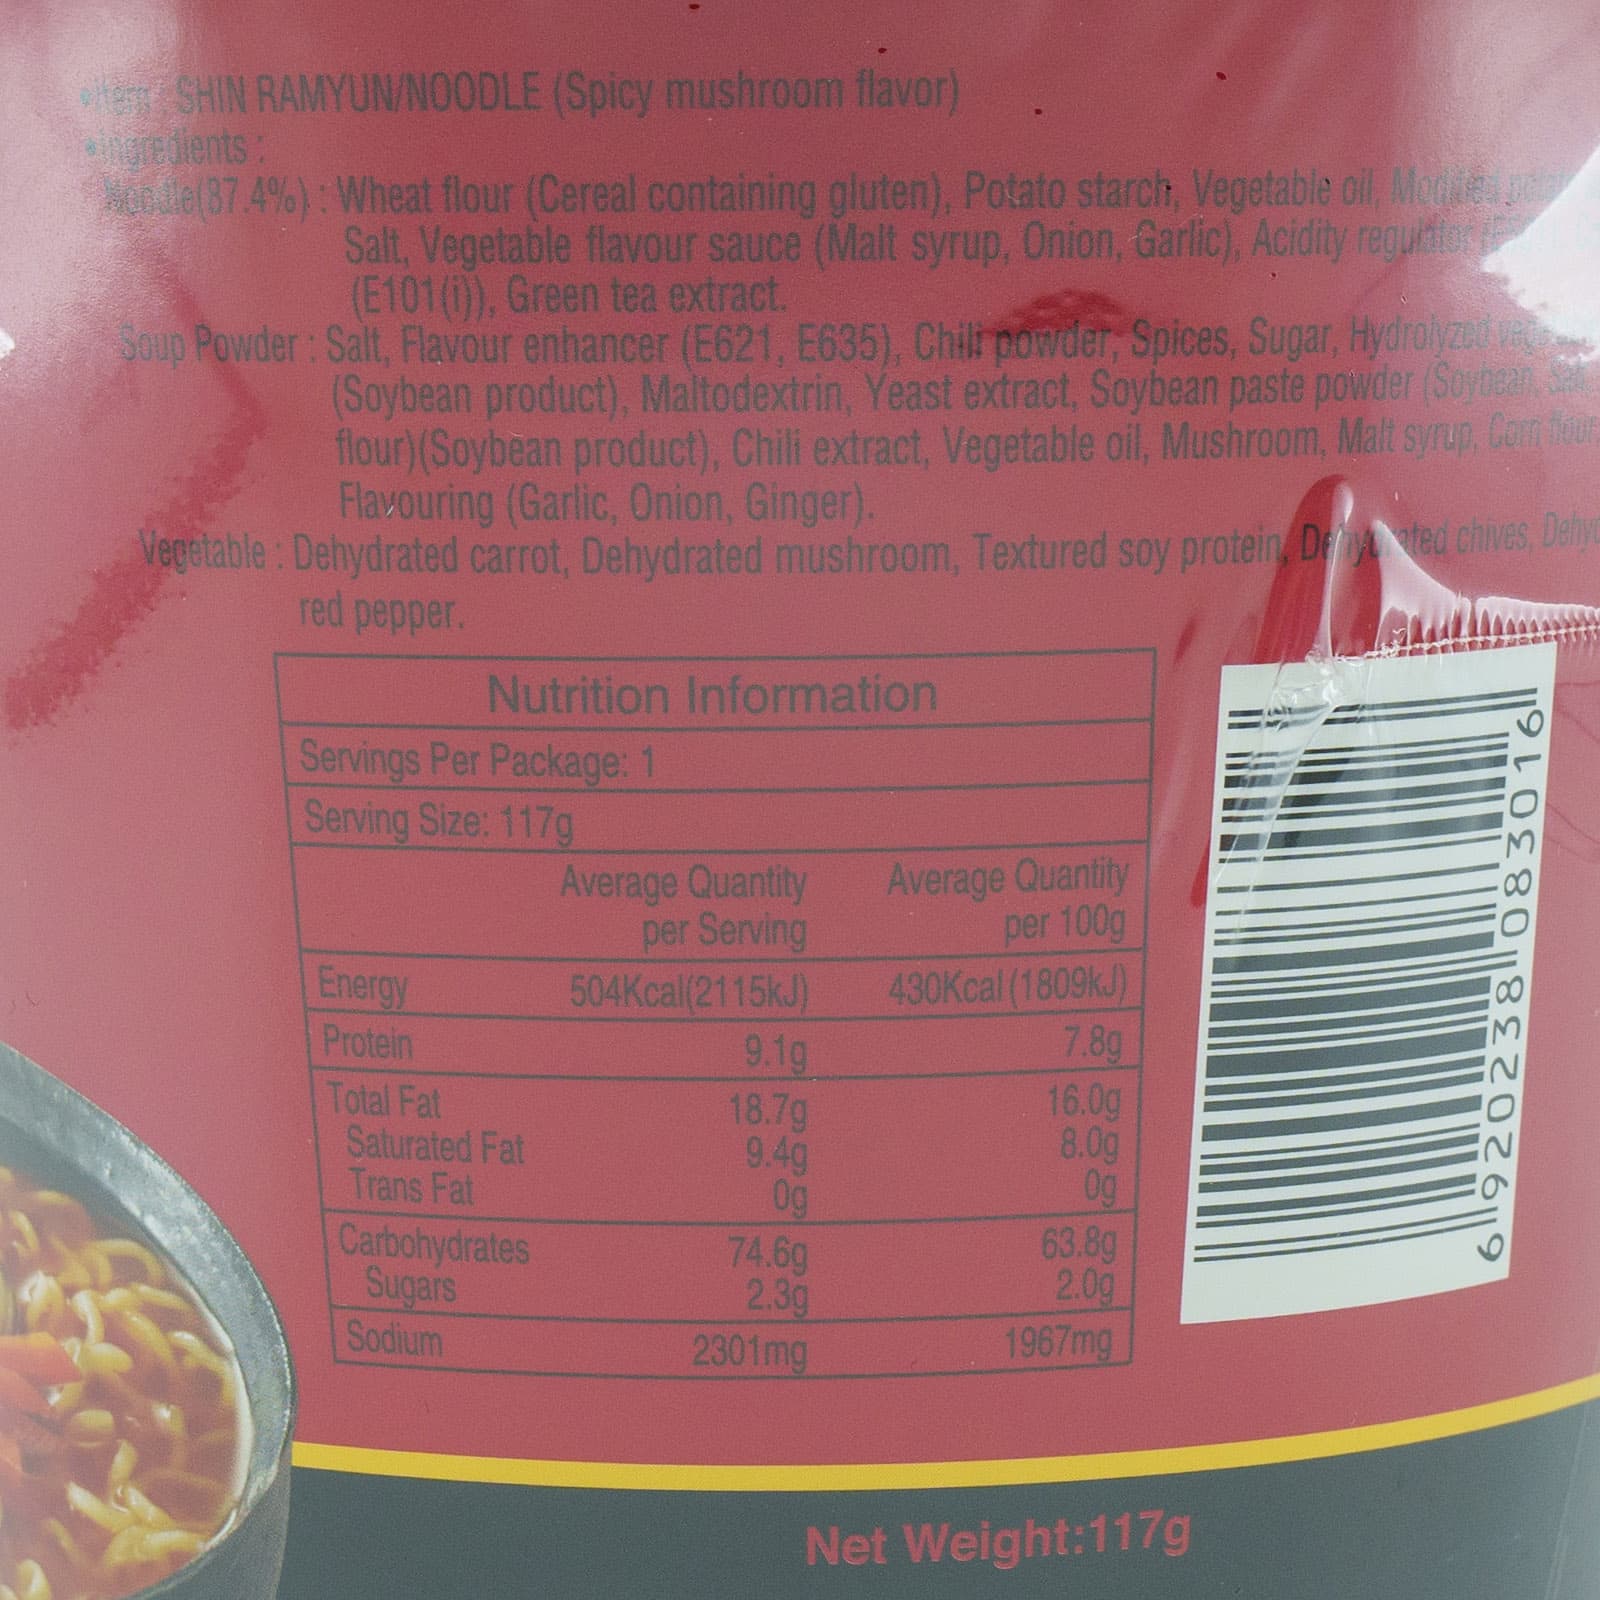 •Item : SHIN RAMYUN/NOODLE (Spicy mushroom flavor)
•Ingredients :
Noodle(87.4%) : Wheat flour (Cereal containing gluten), Potato starch, Vegetable oil, Modified
Salt, Vegetable flavour sauce (Malt syrup, Onion, Garlic), Acidity regulator
(E101(i)), Green tea extract.
Soup Powder : Salt, Flavour enhancer (E621, E635), Chili powder, Spices, Sugar, Hydrolyzed
(Soybean product), Maltodextrin, Yeast extract, Soybean paste powder (Soybean, Salt,
flour)(Soybean product), Chili extract, Vegetable oil, Mushroom, Malt syrup, Corn flour,
Flavouring (Garlic, Onion, Ginger).
Vegetable : Dehydrated carrot, Dehydrated mushroom, Textured soy protein, Dehydrated chives,
red pepper.
Nutrition Information
Servings Per Package: 1
Serving Size: 117g
Average Quantity Average Quantity
per Serving per 100g
Energy 504Kcal(2115kJ) 430Kcal (1809kJ)
Protein 9.1g 7.8g
Total Fat 18.7g 16.0g
Saturated Fat 9.4g 8.0g
Trans Fat 0g 0g
Carbohydrates 74.6g 63.8g
Sugars 2.3g 2.0g
Sodium 2301mg 1967mg
6 920238 083016
Net Weight:117g